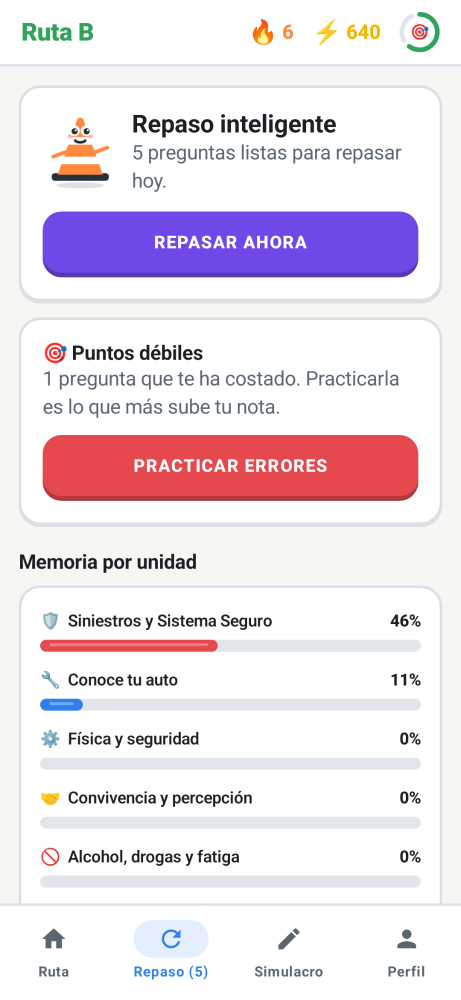 Ruta B
6
640
Repaso inteligente
5 preguntas listas para repasar
hoy.
REPASAR AHORA
Puntos débiles
1 pregunta que te ha costado. Practicarla
es lo que más sube tu nota.
PRACTICAR ERRORES
Memoria por unidad
Siniestros y Sistema Seguro 46%
Conoce tu auto 11%
Física y seguridad 0%
Convivencia y percepción 0%
Alcohol, drogas y fatiga 0%
Ruta Repaso (5) Simulacro Perfil